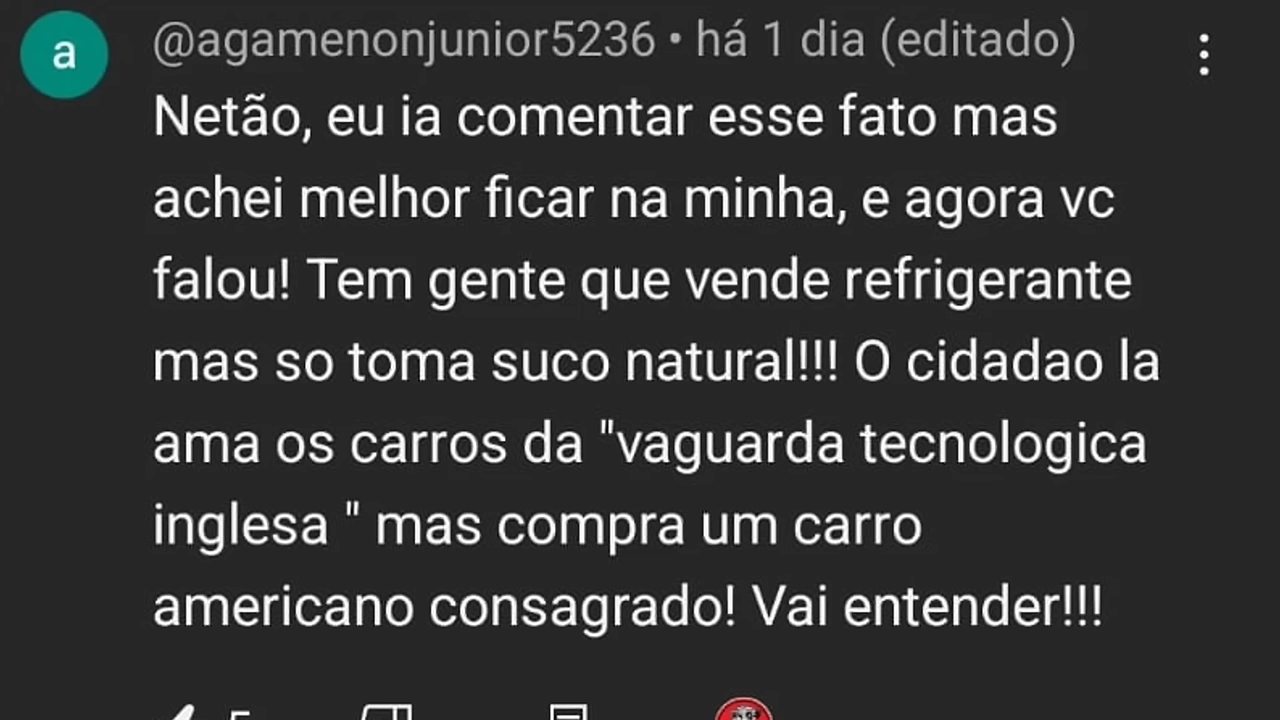 a
@agamenonjunior5236 • há 1 dia (editado)
Netão, eu ia comentar esse fato mas
achei melhor ficar na minha, e agora vc
falou! Tem gente que vende refrigerante
mas so toma suco natural!!! O cidadao la
ama os carros da "vaguarda tecnologica
inglesa " mas compra um carro
americano consagrado! Vai entender!!!